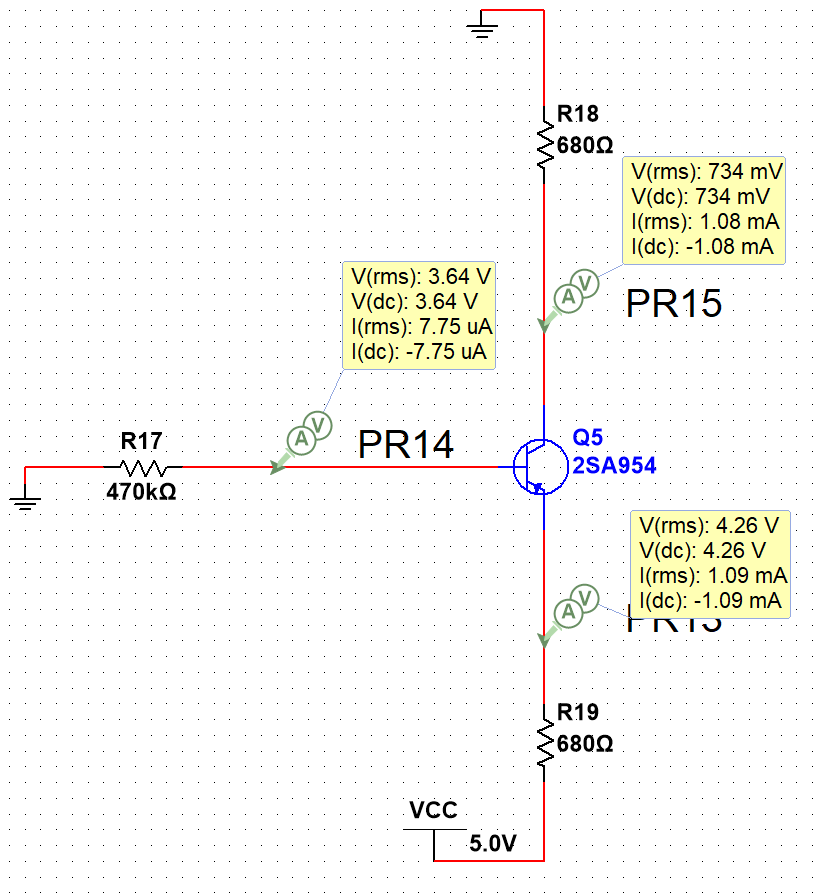 R18
680Ω
V(rms): 734 mV
V(dc): 734 mV
I(rms): 1.08 mA
I(dc): -1.08 mA
A V
PR15
V(rms): 3.64 V
V(dc): 3.64 V
I(rms): 7.75 uA
I(dc): -7.75 uA
A V
PR14
R17
470kΩ
Q5
2SA954
V(rms): 4.26 V
V(dc): 4.26 V
I(rms): 1.09 mA
I(dc): -1.09 mA
A V
R19
680Ω
VCC
5.0V